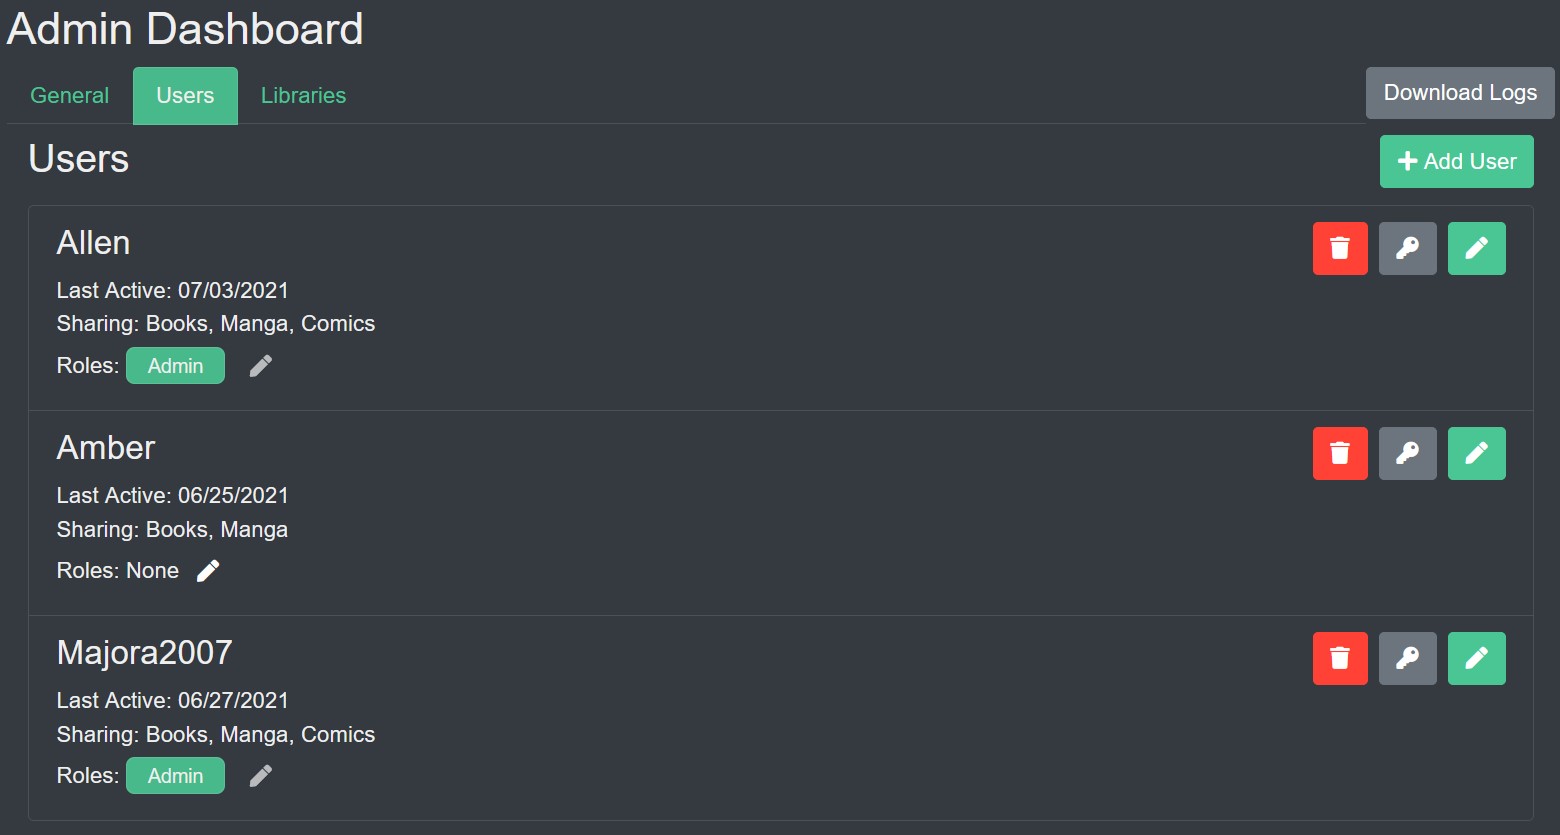 Admin Dashboard
General Users Libraries Download Logs
Users Add User
Allen
Last Active: 07/03/2021
Sharing: Books, Manga, Comics
Roles: Admin
Amber
Last Active: 06/25/2021
Sharing: Books, Manga
Roles: None
Majora2007
Last Active: 06/27/2021
Sharing: Books, Manga, Comics
Roles: Admin